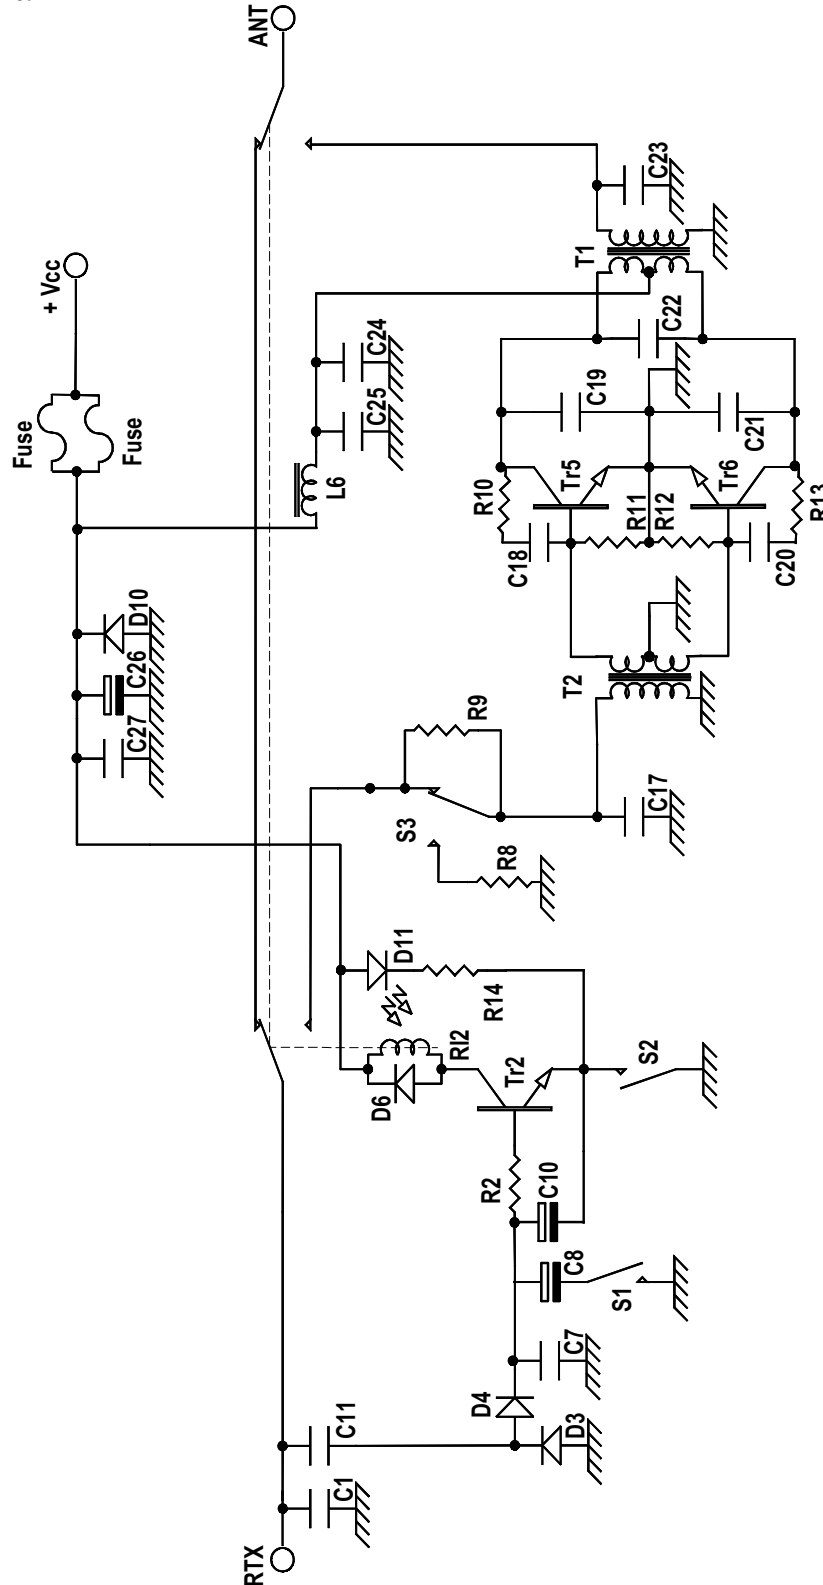 RTX
C1
C11
D3
D4
C7
C8
S1
C10
R2
Tr2
D6
Rl2
S2
D11
R14
S3
R8
R9
C17
T2
C27
C26
D10
Fuse
Fuse
+ Vcc
L6
C25
C24
C18
R10
Tr5
R11
R12
Tr6
C20
R13
C19
C21
C22
T1
C23
ANT